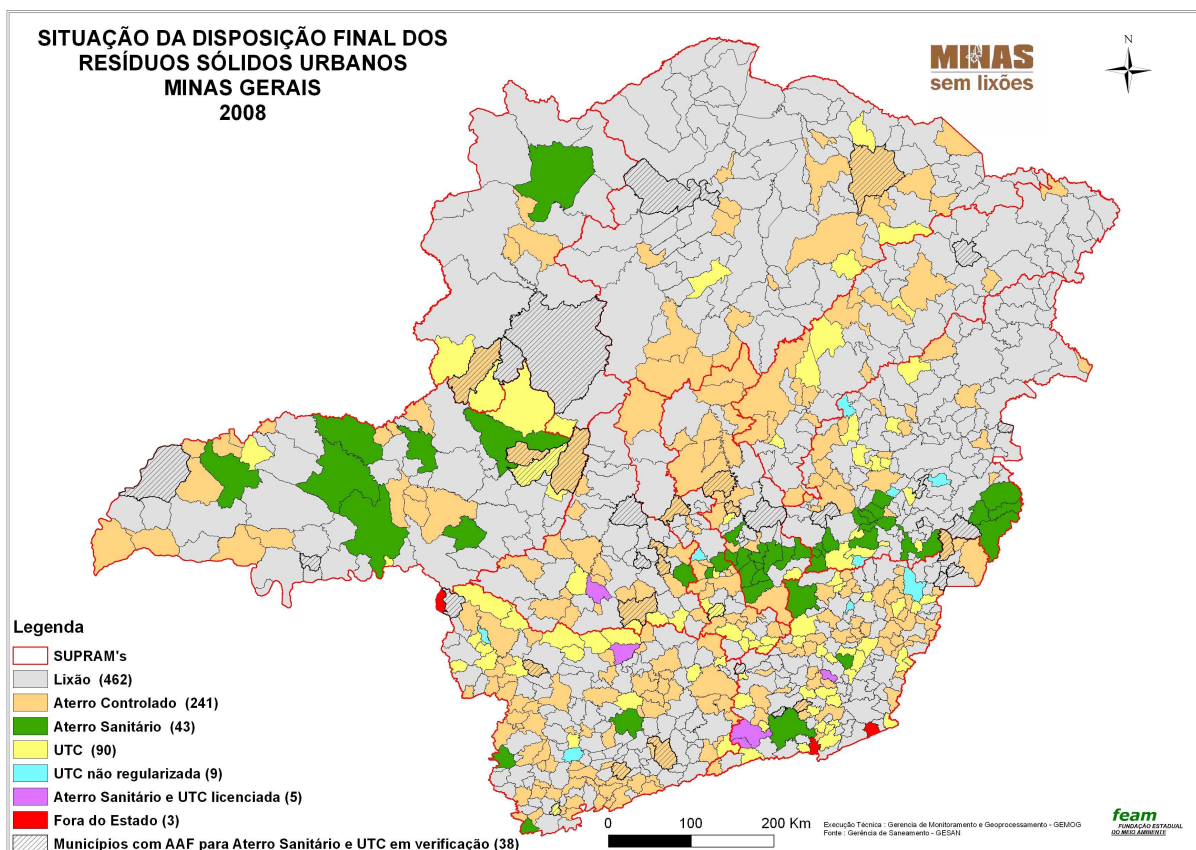 SITUAÇÃO DA DISPOSIÇÃO FINAL DOS
RESÍDUOS SÓLIDOS URBANOS
MINAS GERAIS
2008
MINAS
sem lixões
N
Legenda
SUPRAM's
Lixão (462)
Aterro Controlado (241)
Aterro Sanitário (43)
UTC (90)
UTC não regularizada (9)
Aterro Sanitário e UTC licenciada (5)
Fora do Estado (3)
Municípios com AAF para Aterro Sanitário e UTC em verificação (38)
0 100 200 Km
Execução Técnica : Gerencia de Monitoramento e Geoprocessamento - GEMOG
Fonte : Gerência de Saneamento - GESAN
feam
FUNDAÇÃO ESTADUAL
DO MEIO AMBIENTE